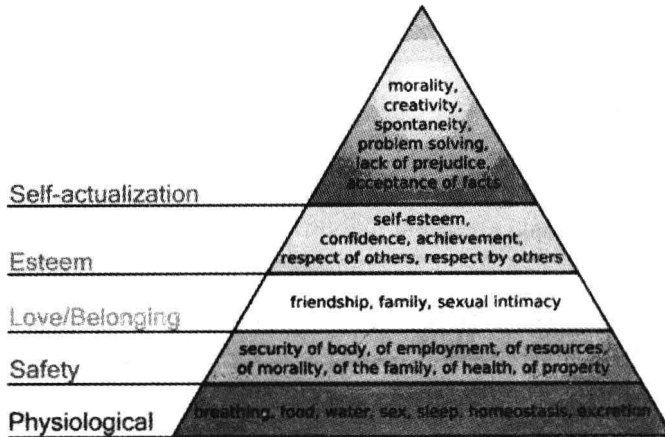 morality,
creativity,
spontaneity,
problem solving,
lack of prejudice,
acceptance of facts
Self-actualization
self-esteem,
confidence, achievement,
respect of others, respect by others
Esteem
friendship, family, sexual intimacy
Love/Belonging
security of body, of employment, of resources,
of morality, of the family, of health, of property
Safety
breathing, food, water, sex, sleep, homeostasis, excretion
Physiological